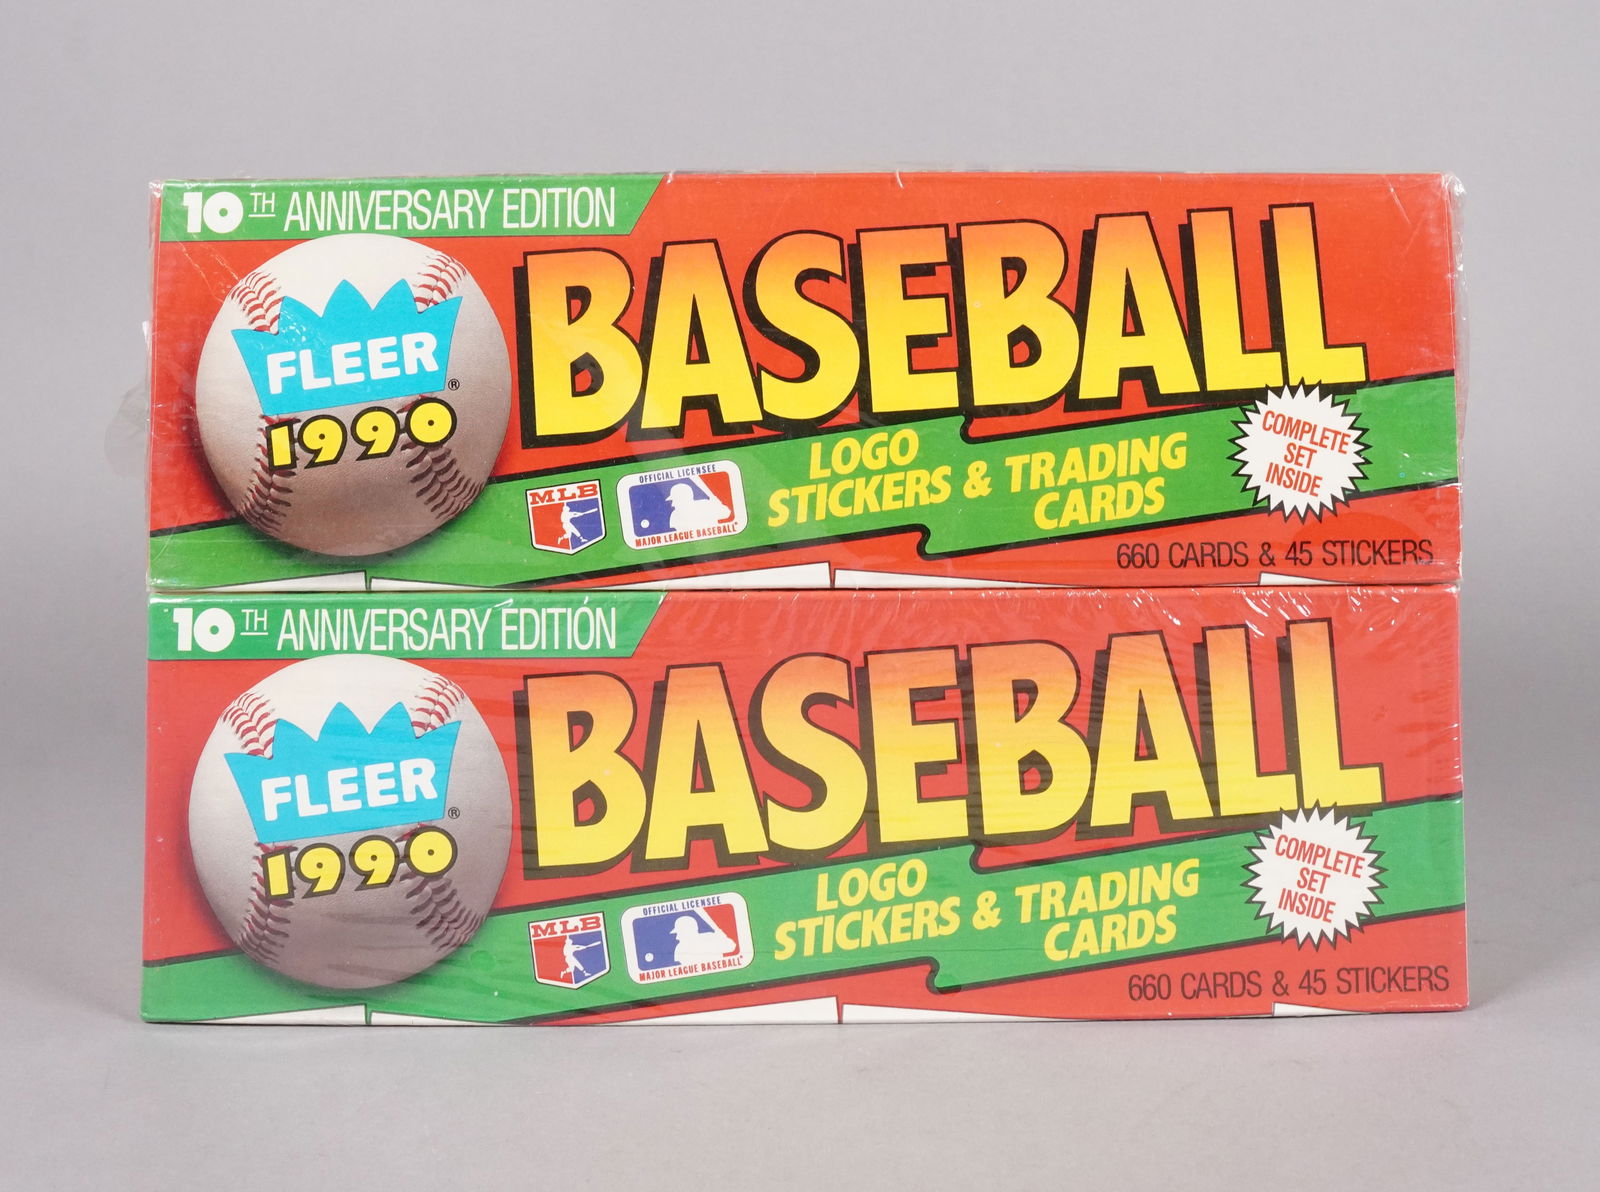 10TH ANNIVERSARY EDITION
BASEBALL
FLEER®
1990
LOGO
STICKERS & TRADING
CARDS
COMPLETE
SET
INSIDE
MLB
OFFICIAL LICENSEE
MAJOR LEAGUE BASEBALL
660 CARDS & 45 STICKERS
10TH ANNIVERSARY EDITION
BASEBALL
FLEER®
1990
LOGO
STICKERS & TRADING
CARDS
COMPLETE
SET
INSIDE
MLB
OFFICIAL LICENSEE
MAJOR LEAGUE BASEBALL
660 CARDS & 45 STICKERS